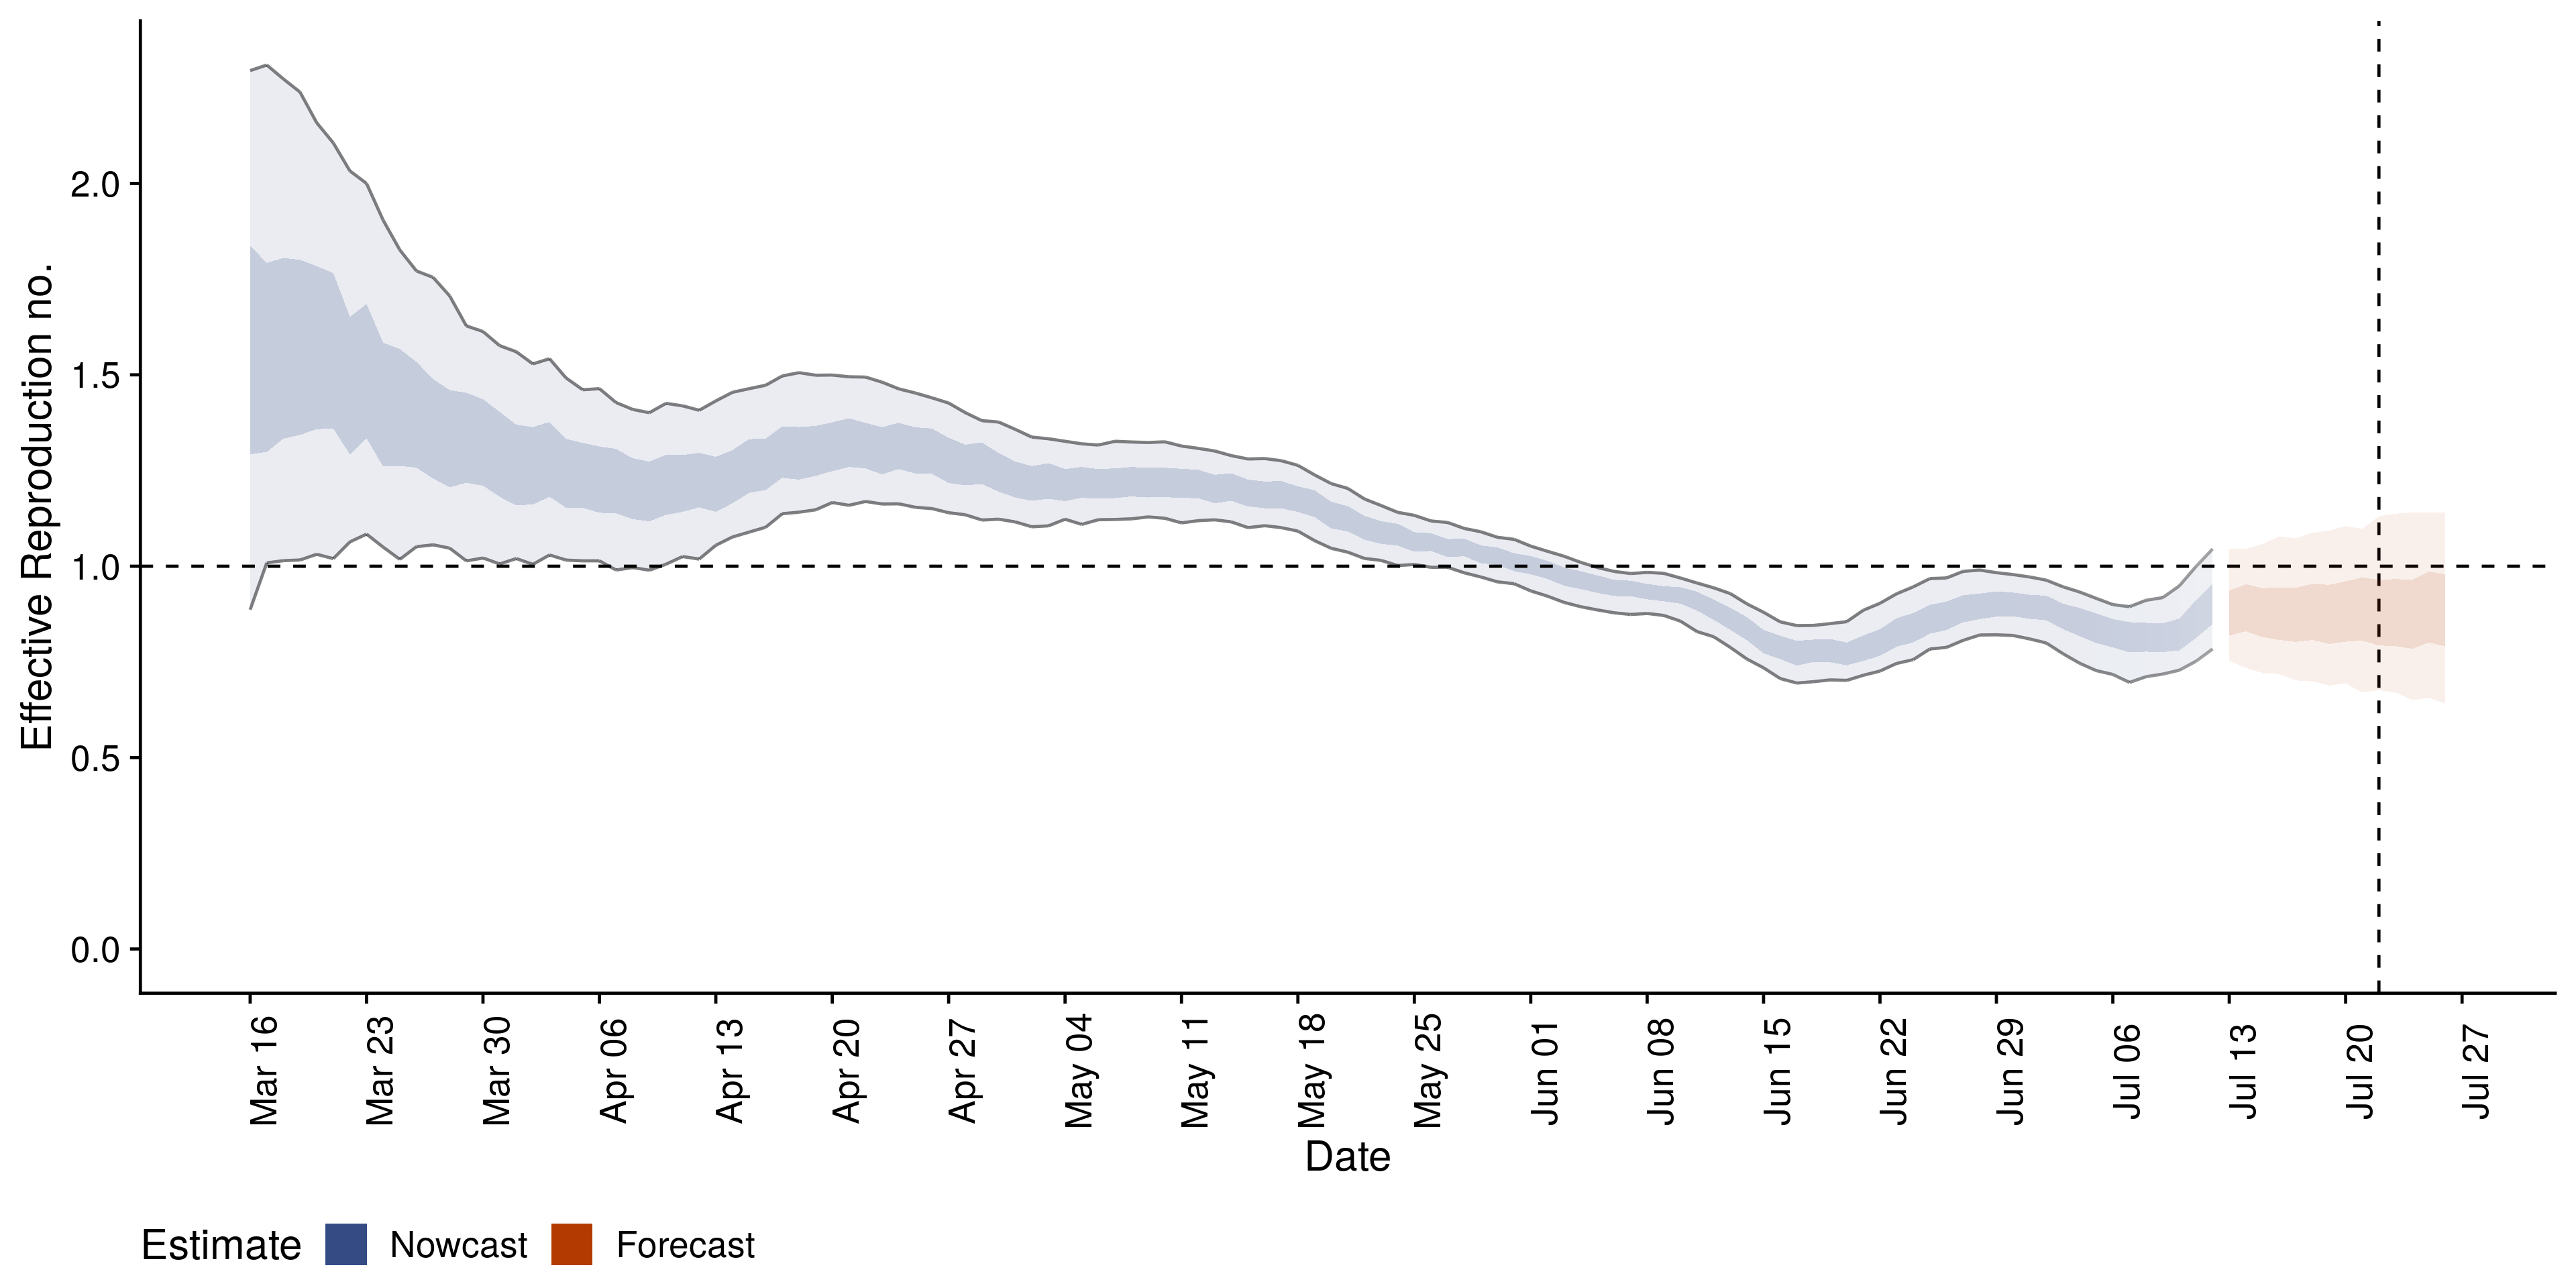 Effective Reproduction no.
2.0
1.5
1.0
0.5
0.0
Mar 16
Mar 23
Mar 30
Apr 06
Apr 13
Apr 20
Apr 27
May 04
May 11
May 18
May 25
Jun 01
Jun 08
Jun 15
Jun 22
Jun 29
Jul 06
Jul 13
Jul 20
Jul 27
Date
Estimate Nowcast Forecast